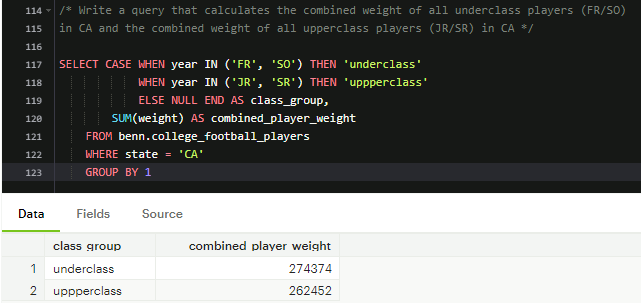 114 /* Write a query that calculates the combined weight of all underclass players (FR/SO)
115 in CA and the combined weight of all upperclass players (JR/SR) in CA */
116
117 SELECT CASE WHEN year IN ('FR', 'SO') THEN 'underclass'
118 WHEN year IN ('JR', 'SR') THEN 'uppperclass'
119 ELSE NULL END AS class_group,
120 SUM(weight) AS combined_player_weight
121 FROM benn.college_football_players
122 WHERE state = 'CA'
123 GROUP BY 1
Data Fields Source
class group combined player weight
1 underclass 274374
2 uppperclass 262452